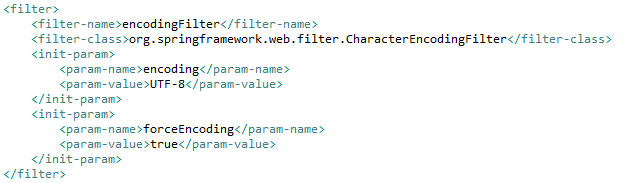 <filter>
    <filter-name>encodingFilter</filter-name>
    <filter-class>org.springframework.web.filter.CharacterEncodingFilter</filter-class>
    <init-param>
        <param-name>encoding</param-name>
        <param-value>UTF-8</param-value>
    </init-param>
    <init-param>
        <param-name>forceEncoding</param-name>
        <param-value>true</param-value>
    </init-param>
</filter>